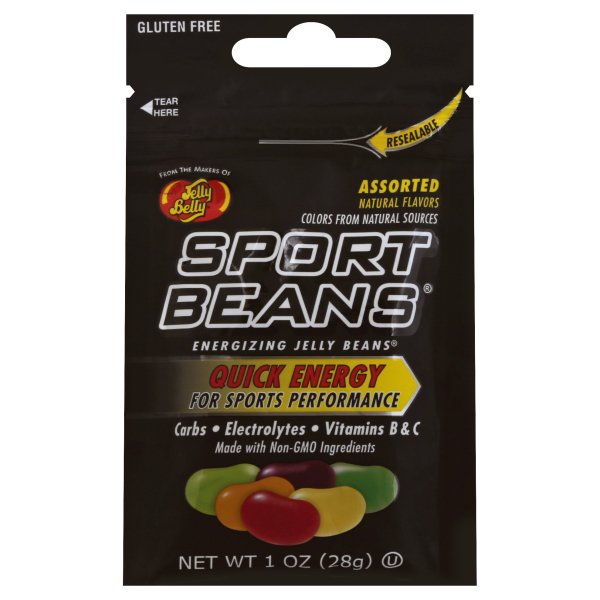 GLUTEN FREE
TEAR
HERE
RESEALABLE
FROM THE MAKERS OF
Jelly
Belly
ASSORTED
NATURAL FLAVORS
COLORS FROM NATURAL SOURCES
SPORT
BEANS®
ENERGIZING JELLY BEANS®
QUICK ENERGY
FOR SPORTS PERFORMANCE
Carbs • Electrolytes • Vitamins B & C
Made with Non-GMO Ingredients
NET WT 1 OZ (28g) U